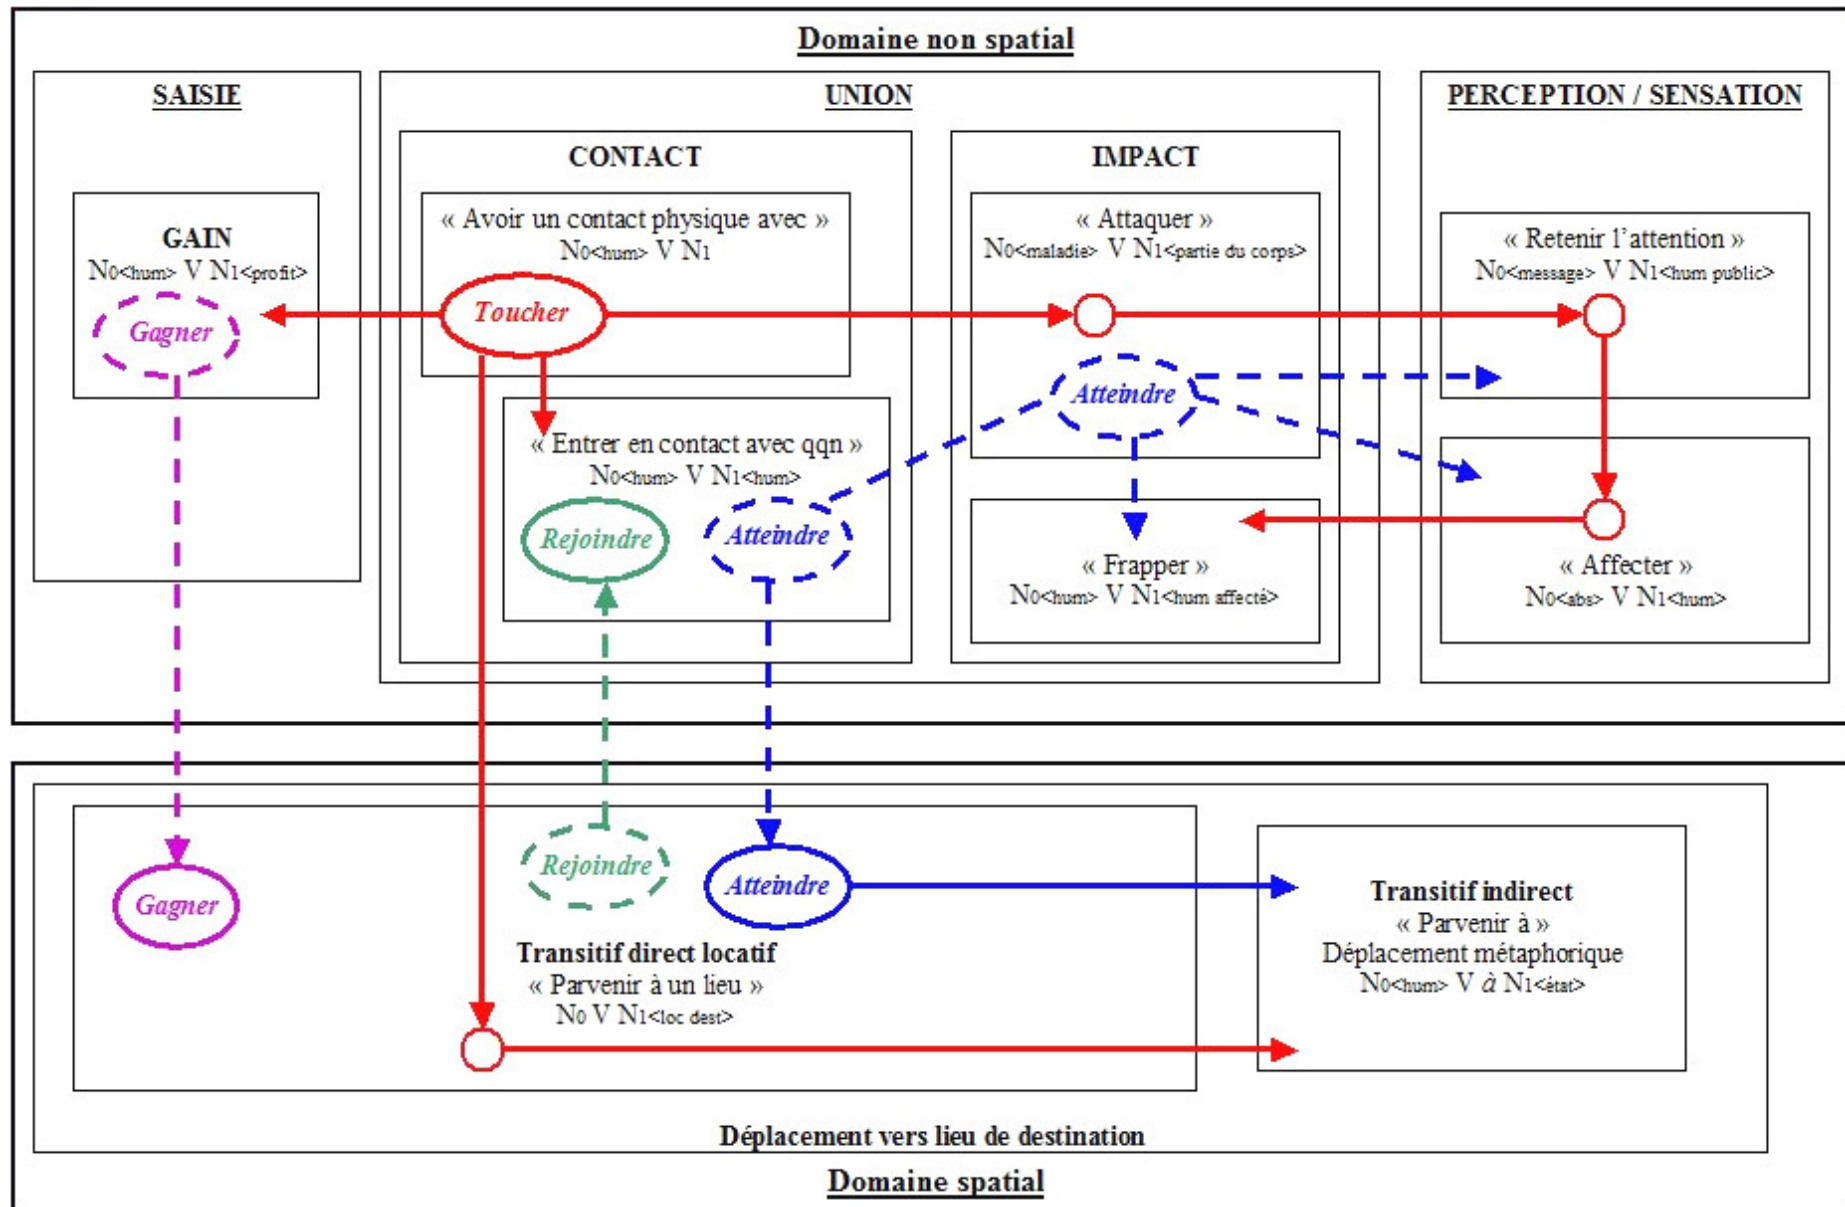 Domaine non spatial
SAISIE
GAIN
N0<hum> V N1<profit>
Gagner
UNION
CONTACT
« Avoir un contact physique avec »
N0<hum> V N1
Toucher
« Entrer en contact avec qqn »
N0<hum> V N1<hum>
Rejoindre
Atteindre
IMPACT
« Attaquer »
N0<maladie> V N1<partie du corps>
Atteindre
« Frapper »
N0<hum> V N1<hum affecté>
PERCEPTION / SENSATION
« Retenir l'attention »
N0<message> V N1<hum public>
« Affecter »
N0<abs> V N1<hum>
Gagner
Rejoindre
Atteindre
Transitif direct locatif
« Parvenir à un lieu »
N0 V N1<loc dest>
Transitif indirect
« Parvenir à »
Déplacement métaphorique
N0<hum> V à N1<état>
Déplacement vers lieu de destination
Domaine spatial